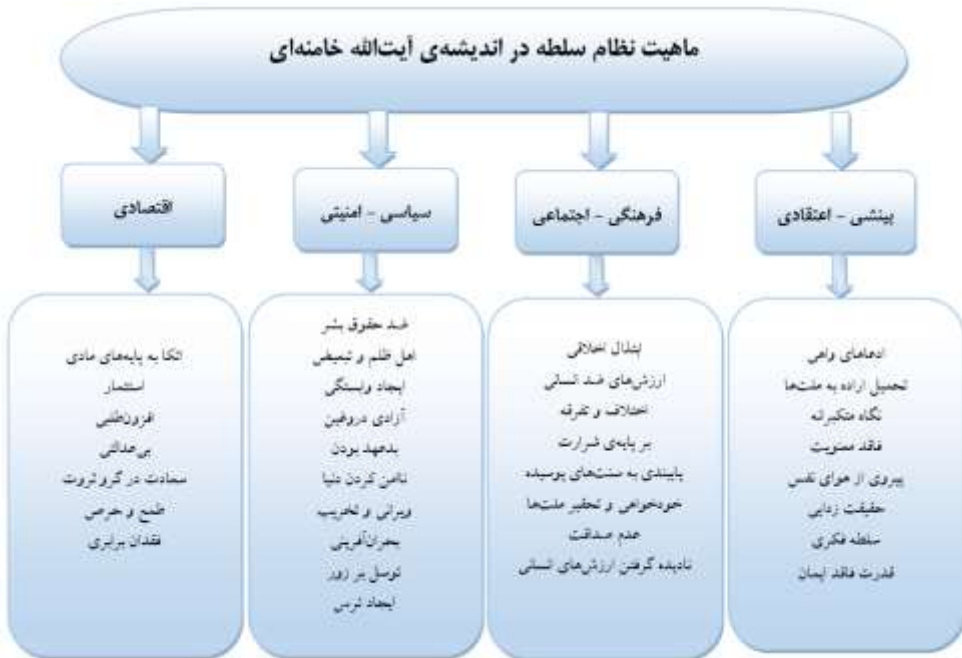 ماهیت نظام سلطه در اندیشه‌ی آیت‌الله خامنه‌ای
بینشی - اعتقادی
ادعاهای واهی
تحمیل اراده به ملت‌ها
نگاه متکبرانه
فاقد معنویت
پیروی از هوای نفس
حقیقت زدایی
سلطه فکری
قدرت فاقد ایمان
فرهنگی - اجتماعی
ابتذال اخلاقی
ارزش‌های ضد انسانی
اختلاف و تفرقه
بر پایه‌ی شرارت
پایبندی به سنت‌های پوسیده
خودخواهی و تحقیر ملت‌ها
عدم صداقت
نادیده گرفتن ارزش‌های انسانی
سیاسی - امنیتی
ضد حقوق بشر
اهل ظلم و تبعیض
ایجاد وابستگی
آزادی دروغین
بدعهد بودن
ناامن کردن دنیا
ویرانی و تخریب
بحران‌آفرینی
توسل بر زور
ایجاد ترس
اقتصادی
اتکا به پایه‌های مادی
استثمار
افزون‌طلبی
بی‌عدالتی
سعادت در گرو ثروت
طمع و حرص
فقدان برابری